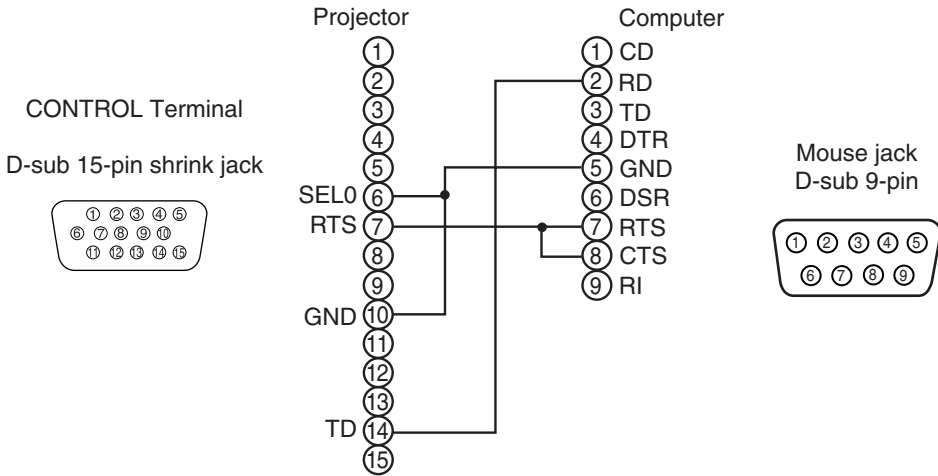 Projector
Computer
CONTROL Terminal
D-sub 15-pin shrink jack
① ② ③ ④ ⑤
⑥ ⑦ ⑧ ⑨ ⑩
⑪ ⑫ ⑬ ⑭ ⑮
①
②
③
④
⑤
SEL0 ⑥
RTS ⑦
⑧
⑨
GND ⑩
⑪
⑫
⑬
TD ⑭
⑮
① CD
② RD
③ TD
④ DTR
⑤ GND
⑥ DSR
⑦ RTS
⑧ CTS
⑨ RI
Mouse jack
D-sub 9-pin
① ② ③ ④ ⑤
⑥ ⑦ ⑧ ⑨